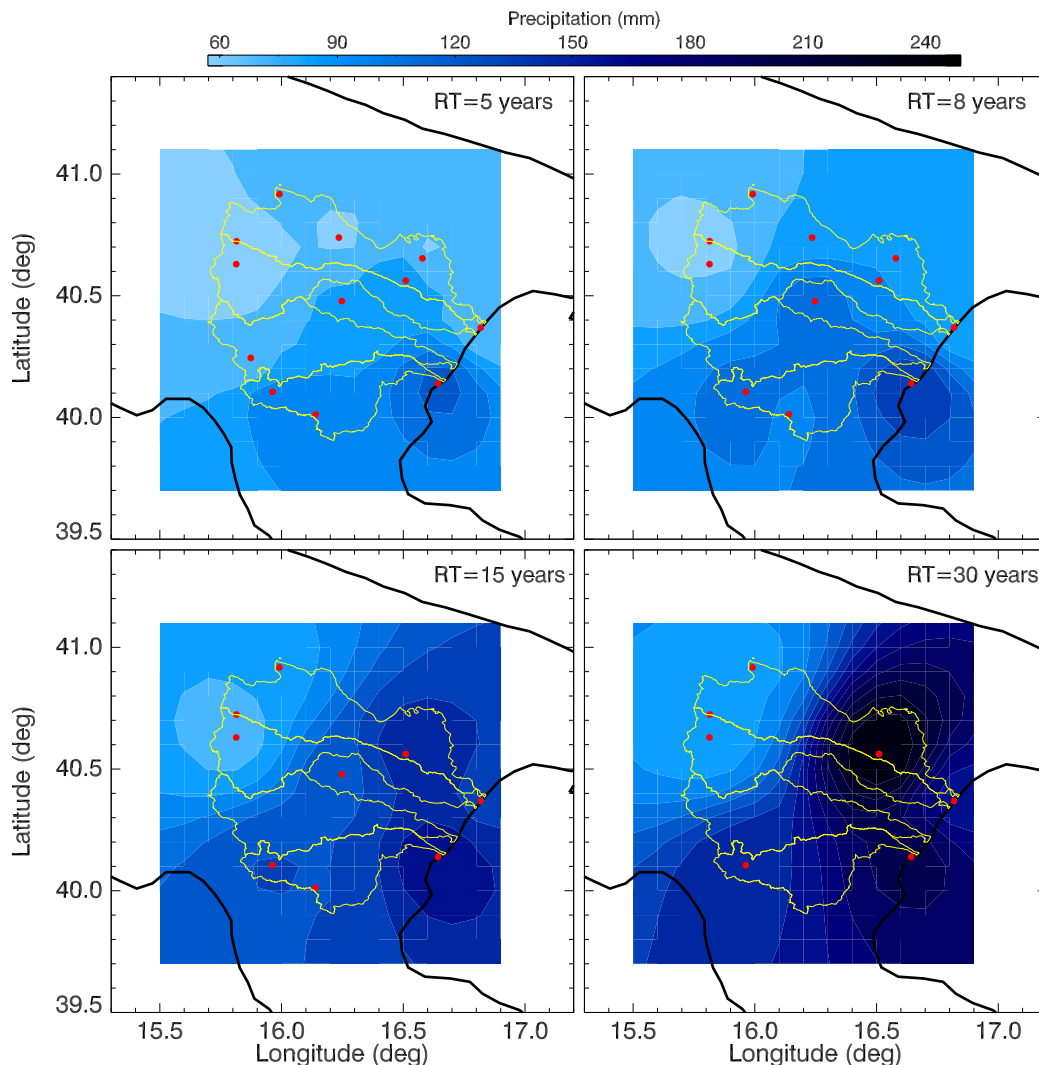 Precipitation (mm)
60 90 120 150 185 210 240
RT=5 years
RT=8 years
41.0
40.5
40.0
39.5
Latitude (deg)
RT=15 years
RT=30 years
41.0
40.5
40.0
39.5
Latitude (deg)
15.5 16.0 16.5 17.0
15.5 16.0 16.5 17.0
Longitude (deg)
Longitude (deg)